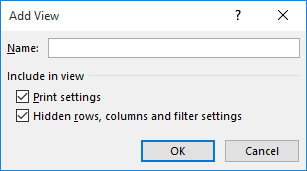 Add View
?
Name:
Include in view
Print settings
Hidden rows, columns and filter settings
OK Cancel